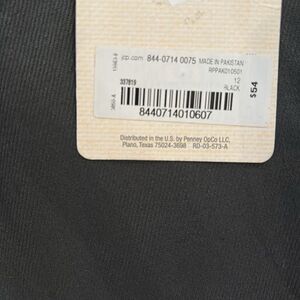 jcp.com 844-0714 0075 MADE IN PAKISTAN
RPPAK010501
337819 12
BLACK
$54
8440714010607
Distributed in the U.S. by Penney OpCo LLC,
Plano, Texas 75024-3698 RD-03-573-A